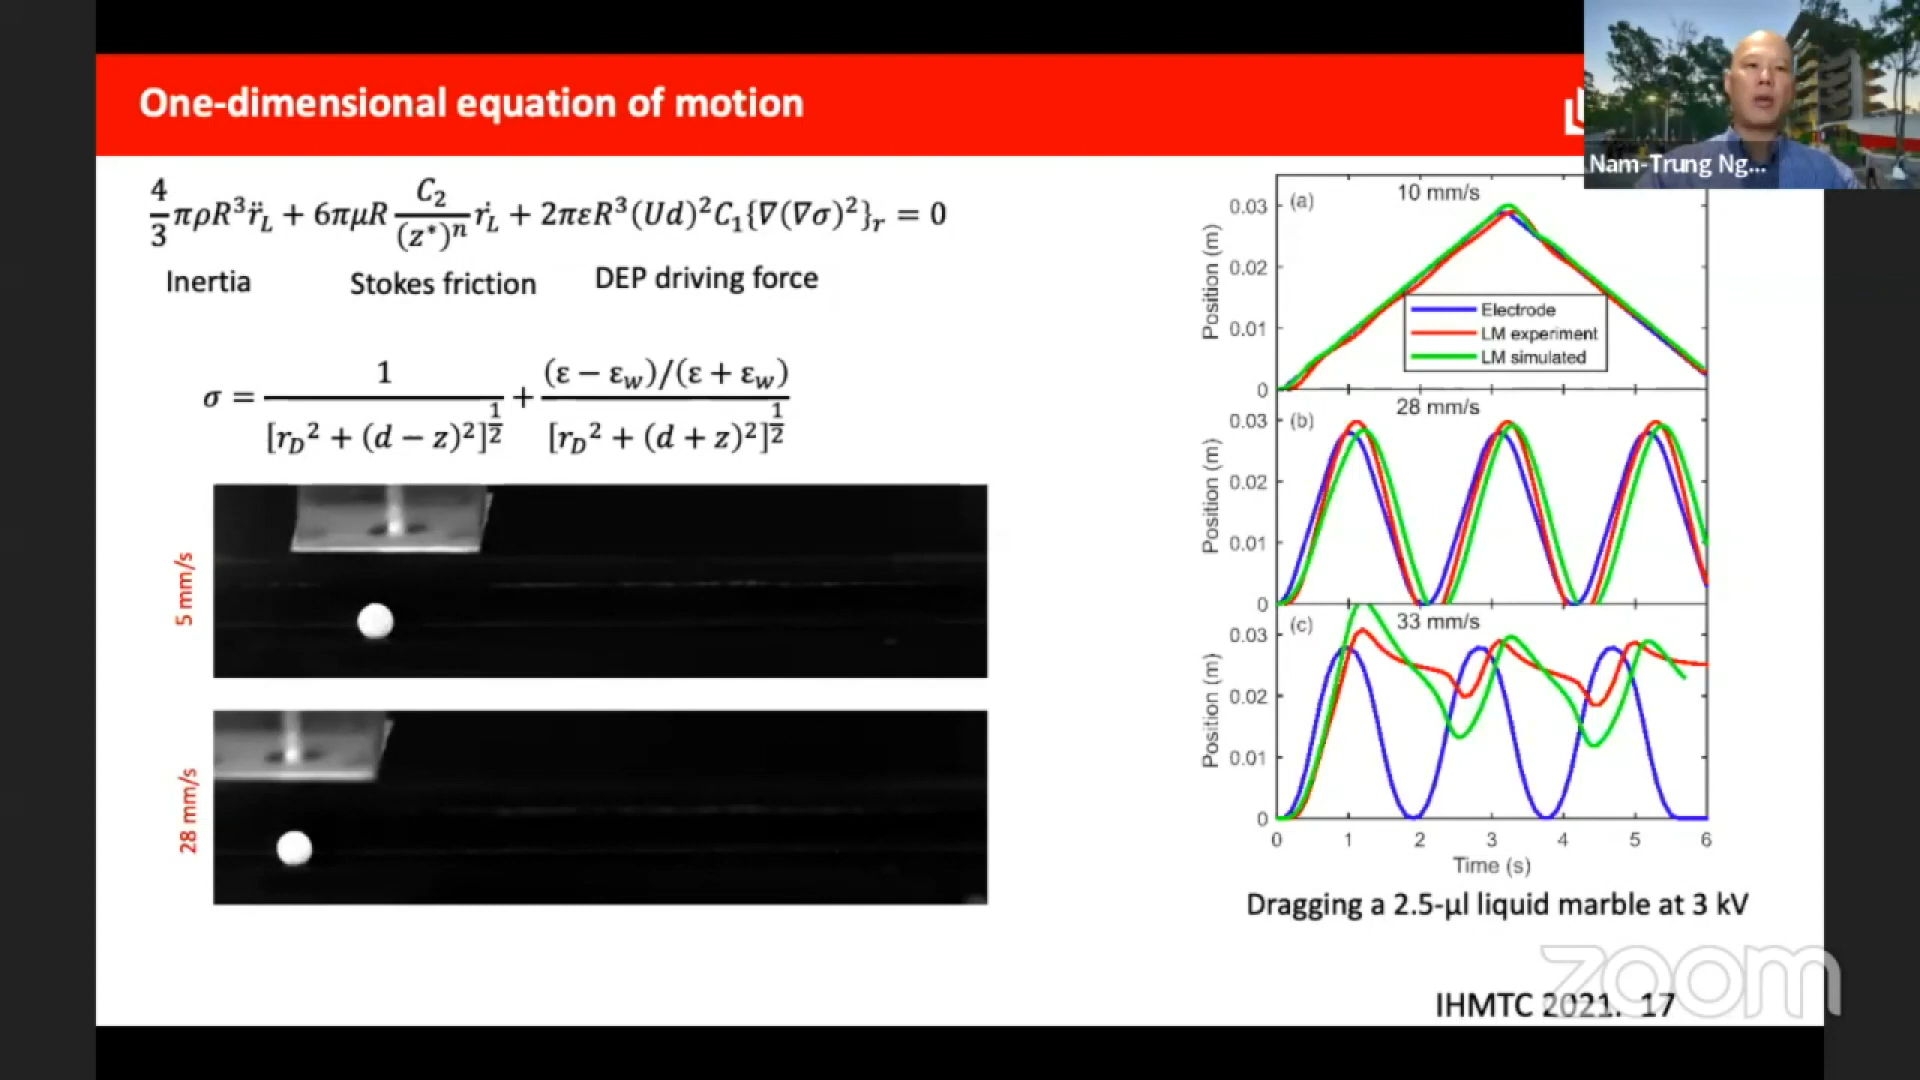 One-dimensional equation of motion
Nam-Trung Ng...
4/3 πρR³r̈_L + 6πμR C₂/(z*)ⁿ ṙ_L + 2πεR³(Ud)²C₁{∇(∇σ)²}_r = 0
Inertia
Stokes friction
DEP driving force
σ = 1/[r_D² + (d − z)²]^(1/2) + (ε − ε_w)/(ε + ε_w)/[r_D² + (d + z)²]^(1/2)
5 mm/s
28 mm/s
(a)
10 mm/s
Position (m)
0.03
0.02
0.01
0
Electrode
LM experiment
LM simulated
(b)
28 mm/s
Position (m)
0.03
0.02
0.01
0
(c)
33 mm/s
Position (m)
0.03
0.02
0.01
0
0 1 2 3 4 5 6
Time (s)
Dragging a 2.5-μl liquid marble at 3 kV
zoom
IHMTC 2021. 17